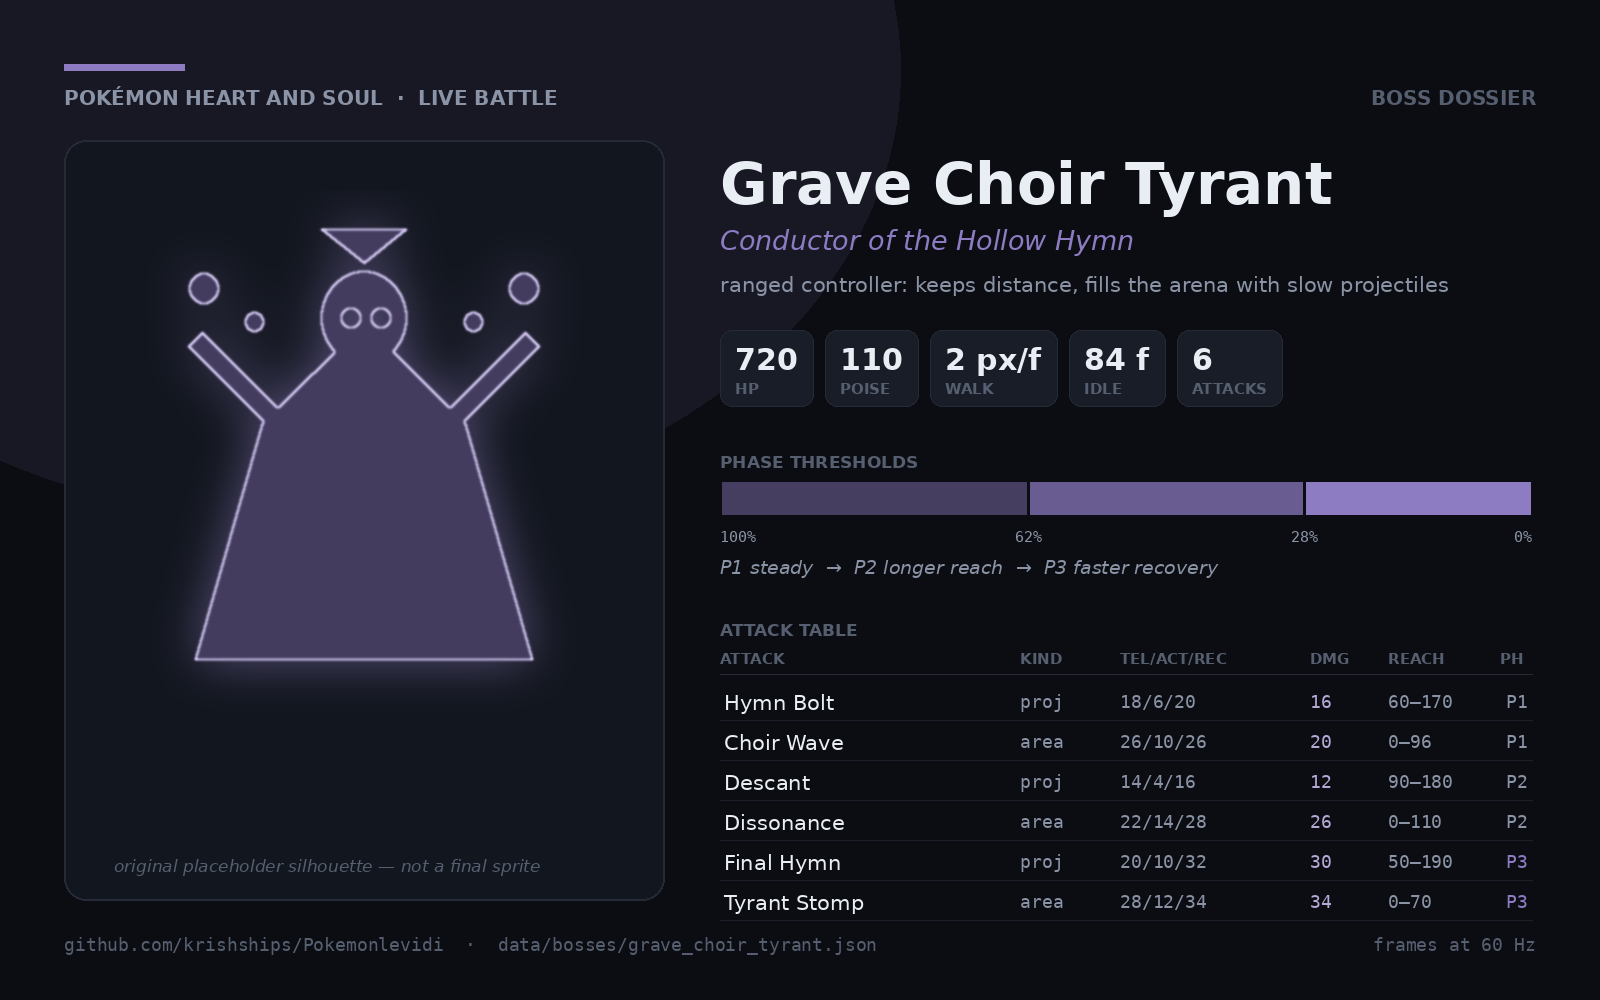 POKÉMON HEART AND SOUL · LIVE BATTLE
BOSS DOSSIER
Grave Choir Tyrant
Conductor of the Hollow Hymn
ranged controller: keeps distance, fills the arena with slow projectiles
720 110 2 px/f 84 f 6
HP POISE WALK IDLE ATTACKS
PHASE THRESHOLDS
100% 62% 28% 0%
P1 steady → P2 longer reach → P3 faster recovery
ATTACK TABLE
ATTACK KIND TEL/ACT/REC DMG REACH PH
Hymn Bolt proj 18/6/20 16 60–170 P1
Choir Wave area 26/10/26 20 0–96 P1
Descant proj 14/4/16 12 90–180 P2
Dissonance area 22/14/28 26 0–110 P2
Final Hymn proj 20/10/32 30 50–190 P3
Tyrant Stomp area 28/12/34 34 0–70 P3
original placeholder silhouette — not a final sprite
github.com/krishships/Pokemonlevidi · data/bosses/grave_choir_tyrant.json
frames at 60 Hz